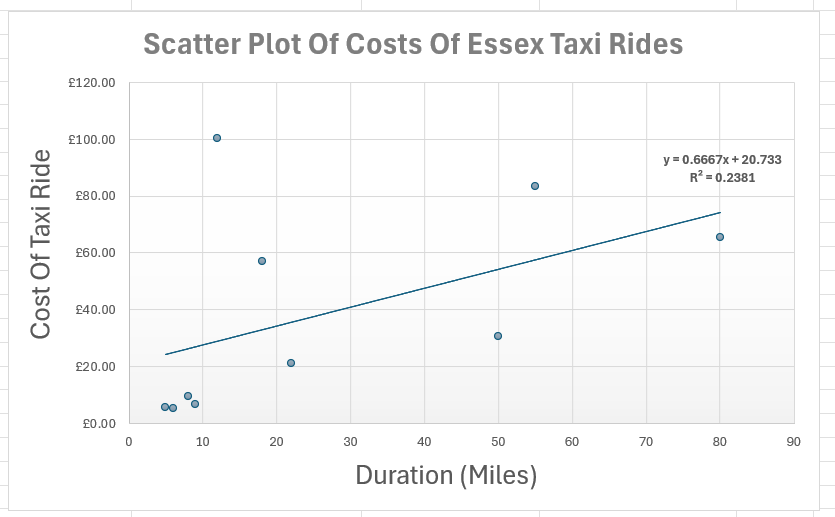 Scatter Plot Of Costs Of Essex Taxi Rides
£120.00
£100.00
£80.00
£60.00
£40.00
£20.00
£0.00
Cost Of Taxi Ride
y = 0.6667x + 20.733
R² = 0.2381
0 10 20 30 40 50 60 70 80 90
Duration (Miles)